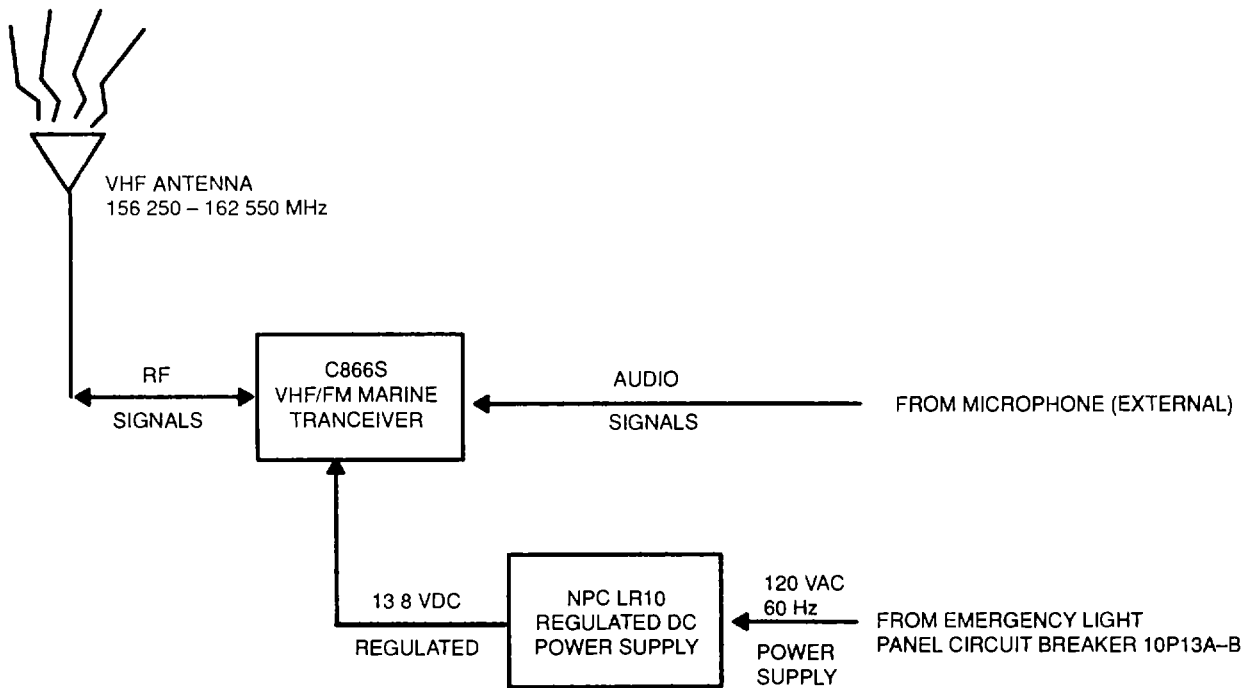 VHF ANTENNA
156 250 – 162 550 MHz
RF
SIGNALS
C866S
VHF/FM MARINE
TRANCEIVER
AUDIO
SIGNALS
FROM MICROPHONE (EXTERNAL)
13 8 VDC
REGULATED
NPC LR10
REGULATED DC
POWER SUPPLY
120 VAC
60 Hz
POWER
SUPPLY
FROM EMERGENCY LIGHT
PANEL CIRCUIT BREAKER 10P13A–B